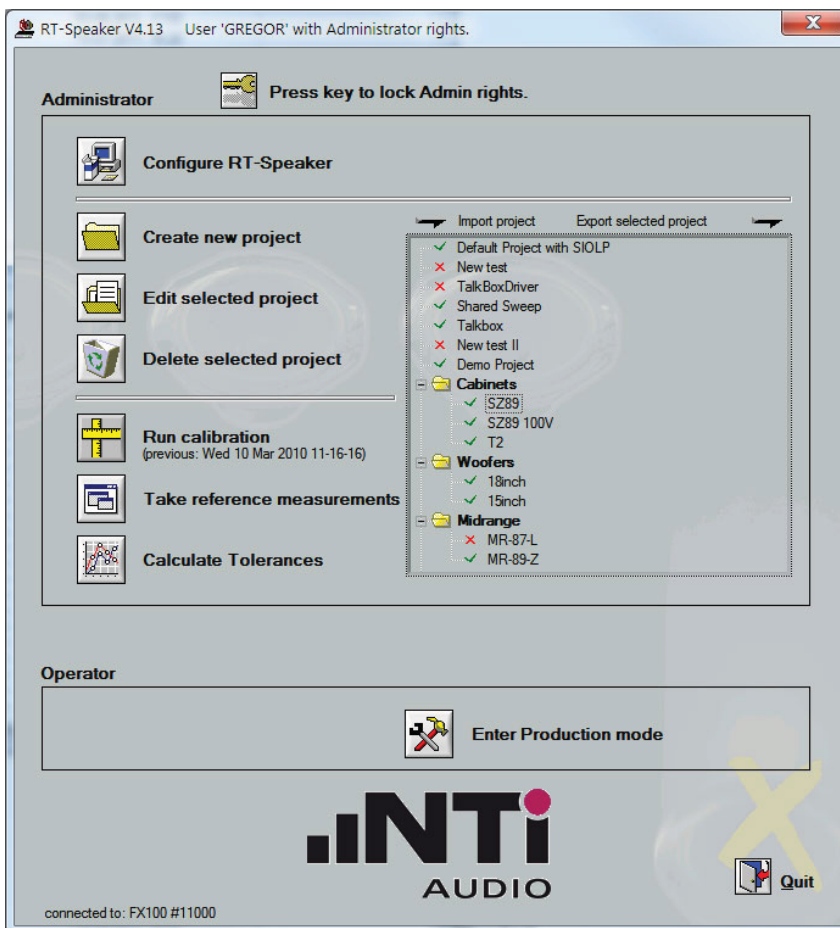 RT-Speaker V4.13 User 'GREGOR' with Administrator rights.
Administrator
Press key to lock Admin rights.
Configure RT-Speaker
Create new project
Edit selected project
Delete selected project
Run calibration
(previous: Wed 10 Mar 2010 11-16-16)
Take reference measurements
Calculate Tolerances
Import project Export selected project
Default Project with SIOLP
New test
TalkBoxDriver
Shared Sweep
Talkbox
New test II
Demo Project
Cabinets
SZ89
SZ89 100V
T2
Woofers
18inch
15inch
Midrange
MR-87-L
MR-89-Z
Operator
Enter Production mode
NTi
AUDIO
Quit
connected to: FX100 #11000